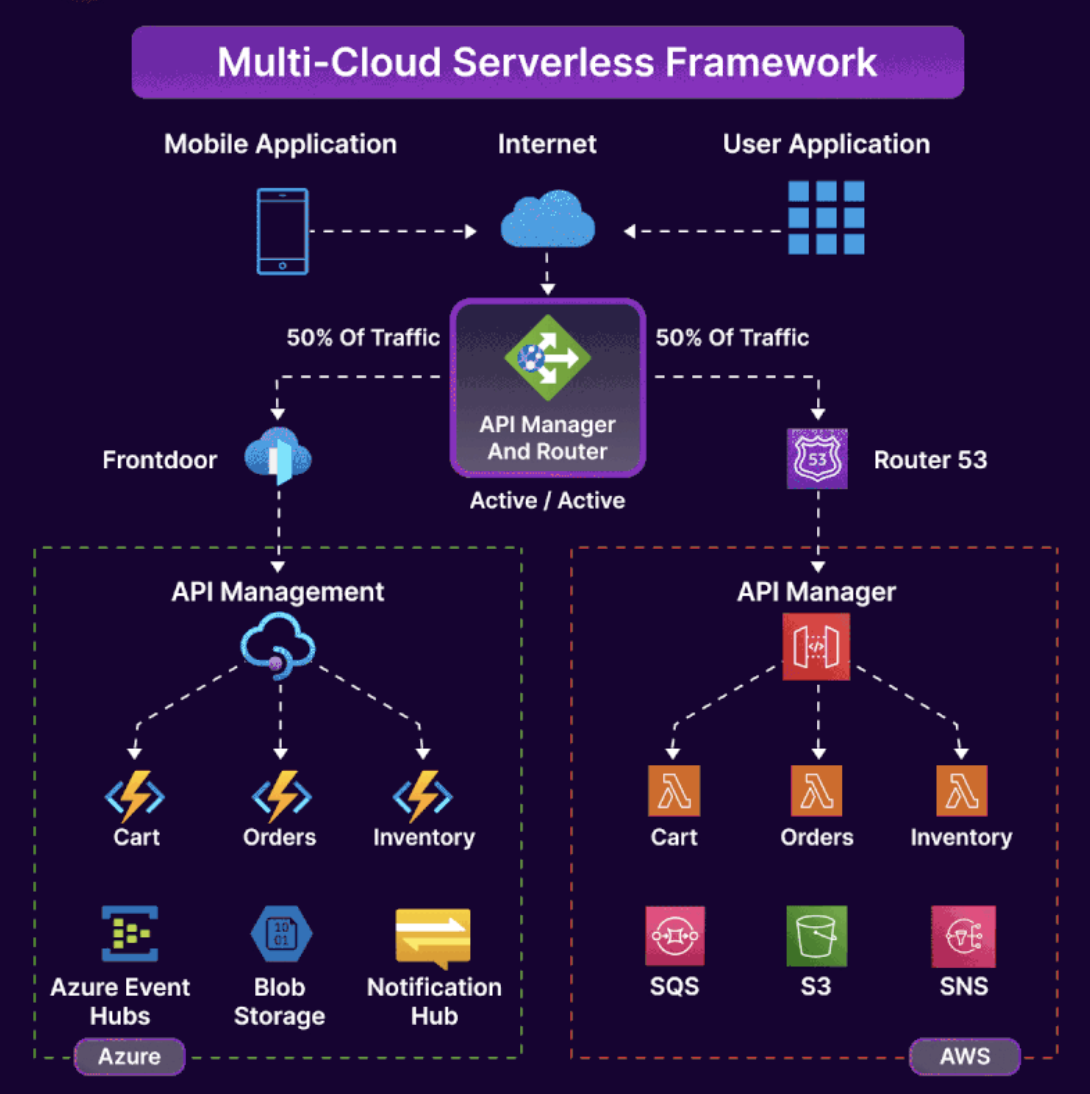 Multi-Cloud Serverless Framework
Mobile Application
Internet
User Application
50% Of Traffic
50% Of Traffic
API Manager
And Router
Frontdoor
53
Router 53
Active / Active
API Management
API Manager
</>
Cart
Orders
Inventory
Cart
Orders
Inventory
10
01
Azure Event
Hubs
Blob
Storage
Notification
Hub
SQS
S3
SNS
Azure
AWS